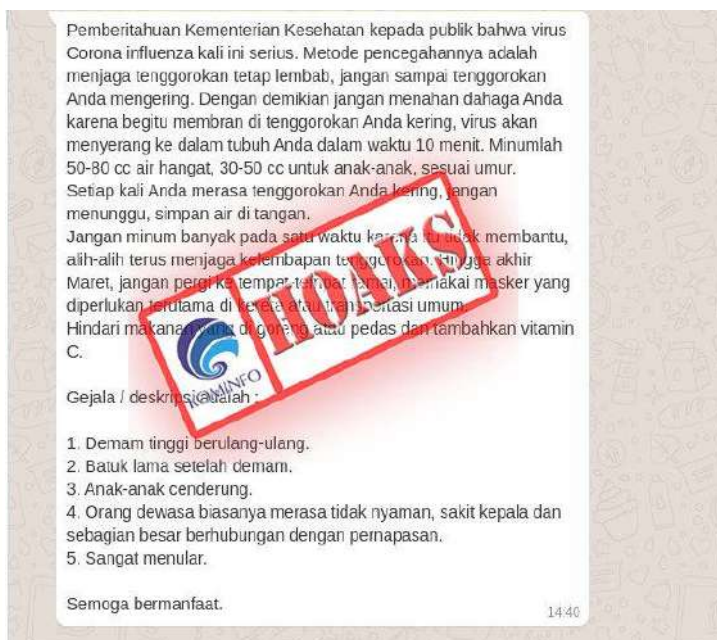 Pemberitahuan Kementerian Kesehatan kepada publik bahwa virus
Corona influenza kali ini serius. Metode pencegahannya adalah
menjaga tenggorokan tetap lembab, jangan sampai tenggorokan
Anda mengering. Dengan demikian jangan menahan dahaga Anda
karena begitu membran di tenggorokan Anda kering, virus akan
menyerang ke dalam tubuh Anda dalam waktu 10 menit. Minumlah
50-80 cc air hangat, 30-50 cc untuk anak-anak, sesuai umur.
Setiap kali Anda merasa tenggorokan Anda kering, jangan
menunggu, simpan air di tangan.
Jangan minum banyak pada satu waktu karena itu tidak membantu,
alih-alih terus menjaga kelembapan tenggorokan. Hingga akhir
Maret, jangan pergi ke tempat-tempat ramai, memakai masker yang
diperlukan terutama di kereta atau transportasi umum.
Hindari makanan yang di goreng atau pedas dan tambahkan vitamin
C.
HOAKS
KOMINFO
Gejala / deskripsi adalah :
1. Demam tinggi berulang-ulang.
2. Batuk lama setelah demam.
3. Anak-anak cenderung.
4. Orang dewasa biasanya merasa tidak nyaman, sakit kepala dan
sebagian besar berhubungan dengan pernapasan.
5. Sangat menular.
Semoga bermanfaat.
14:40